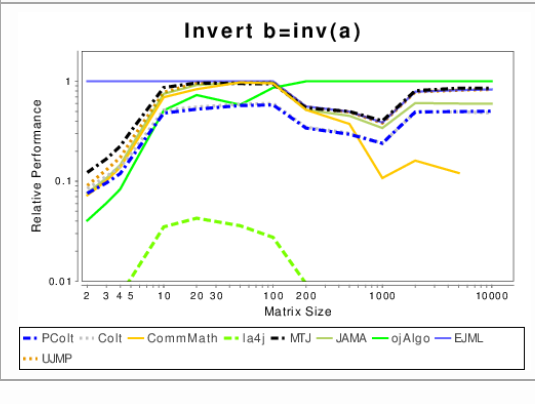 Invert b=inv(a)
Relative Performance
1
0.1
0.01
2 3 4 5 10 20 30 100 200 1000 10000
Matrix Size
PColt Colt CommMath la4j MTJ JAMA ojAlgo EJML
UJMP